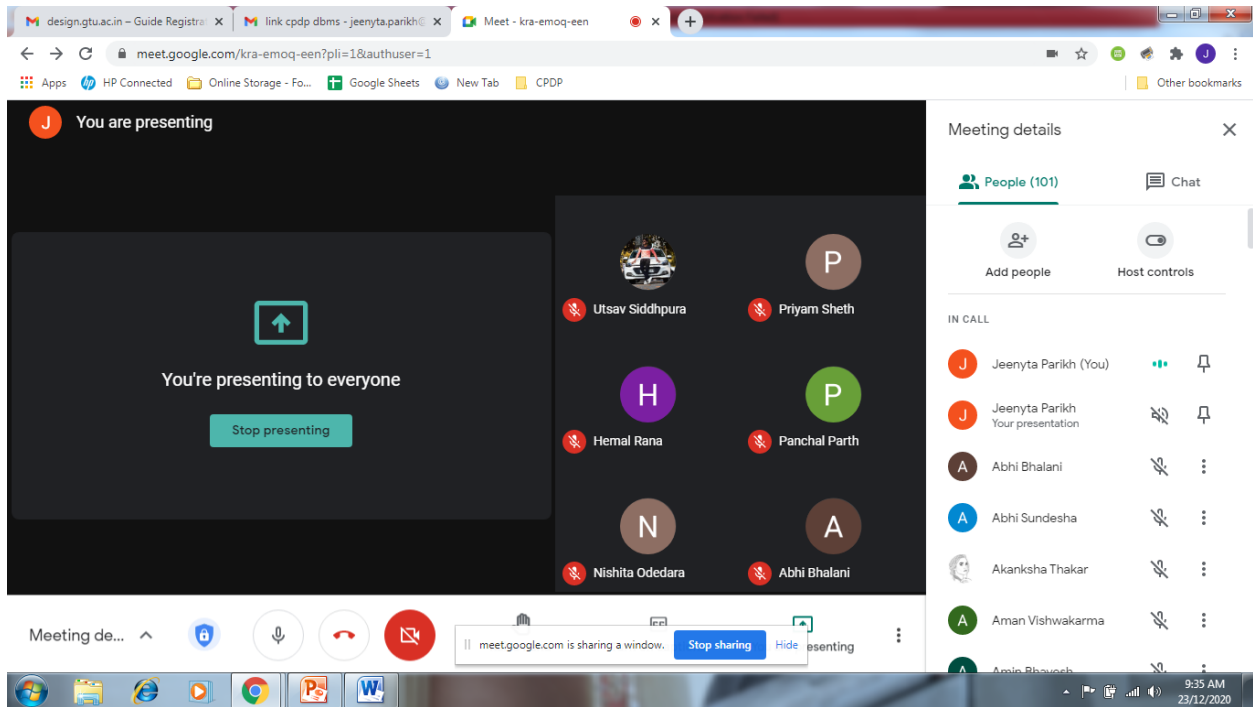 design.gtu.ac.in – Guide Registra
link cpdp dbms - jeenyta.parikh@
Meet - kra-emoq-een
meet.google.com/kra-emoq-een?pli=1&authuser=1
J
Apps HP Connected Online Storage - Fo... Google Sheets New Tab CPDP Other bookmarks
J You are presenting
You're presenting to everyone
Stop presenting
Utsav Siddhpura
P
Priyam Sheth
H
Hemal Rana
P
Panchal Parth
N
Nishita Odedara
A
Abhi Bhalani
Meeting details
People (101) Chat
Add people Host controls
IN CALL
J Jeenyta Parikh (You)
J Jeenyta Parikh
Your presentation
A Abhi Bhalani
A Abhi Sundesha
Akanksha Thakar
A Aman Vishwakarma
A Amin Bhavesh
Meeting de...
meet.google.com is sharing a window. Stop sharing Hide
esenting
9:35 AM
23/12/2020